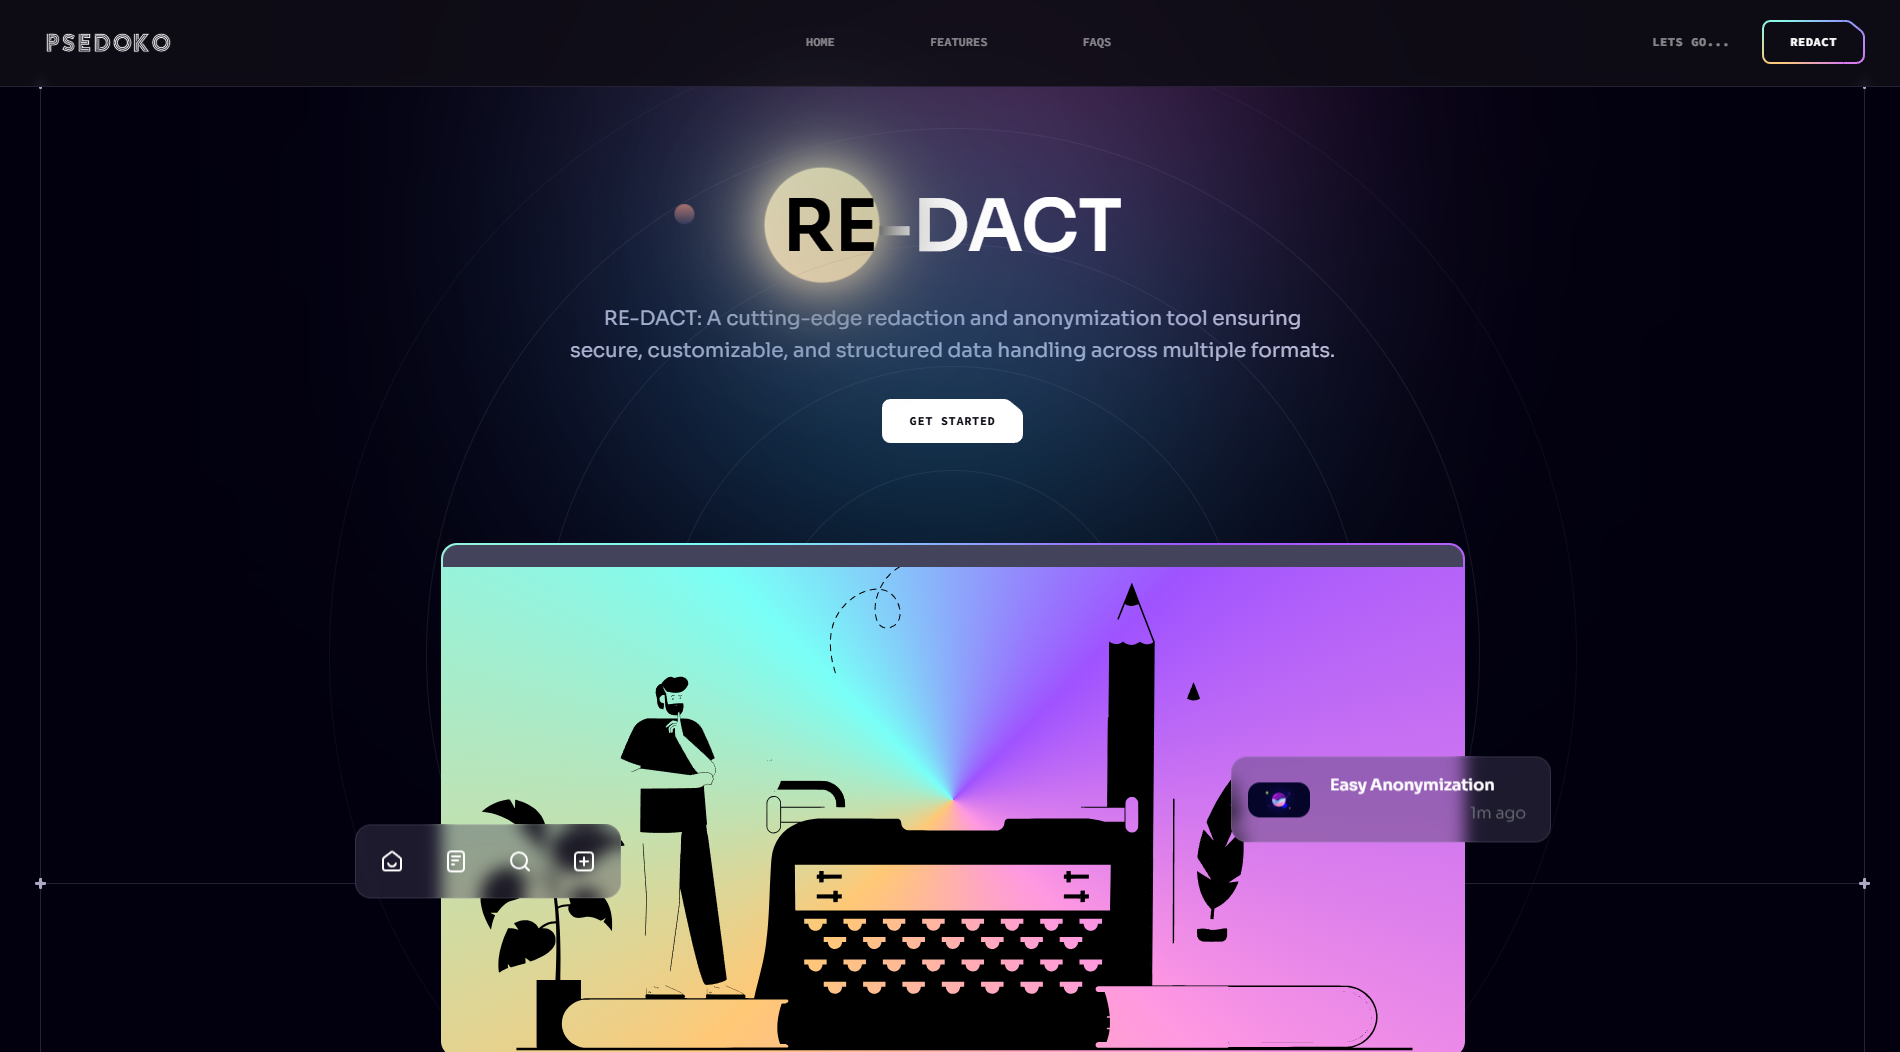 PSEDOKO
HOME
FEATURES
FAQS
LETS GO...
REDACT
RE-DACT
RE-DACT: A cutting-edge redaction and anonymization tool ensuring
secure, customizable, and structured data handling across multiple formats.
GET STARTED
Easy Anonymization
1m ago